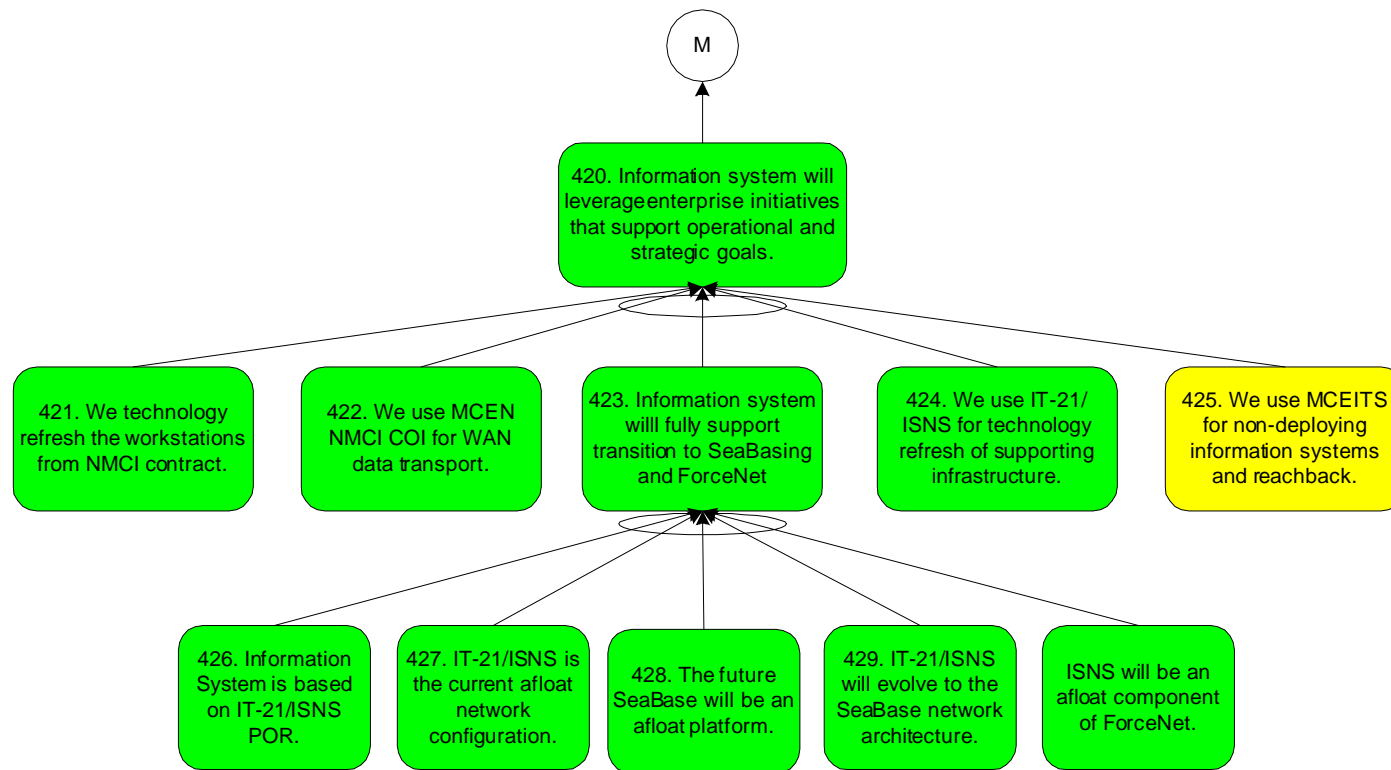 M
420. Information system will
leverage enterprise initiatives
that support operational and
strategic goals.
421. We technology
refresh the workstations
from NMCI contract.
422. We use MCEN
NMCI COI for WAN
data transport.
423. Information system
willl fully support
transition to SeaBasing
and ForceNet
424. We use IT-21/
ISNS for technology
refresh of supporting
infrastructure.
425. We use MCEITS
for non-deploying
information systems
and reachback.
426. Information
System is based
on IT-21/ISNS
POR.
427. IT-21/ISNS is
the current afloat
network
configuration.
428. The future
SeaBase will be an
afloat platform.
429. IT-21/ISNS
will evolve to the
SeaBase network
architecture.
ISNS will be an
afloat component
of ForceNet.